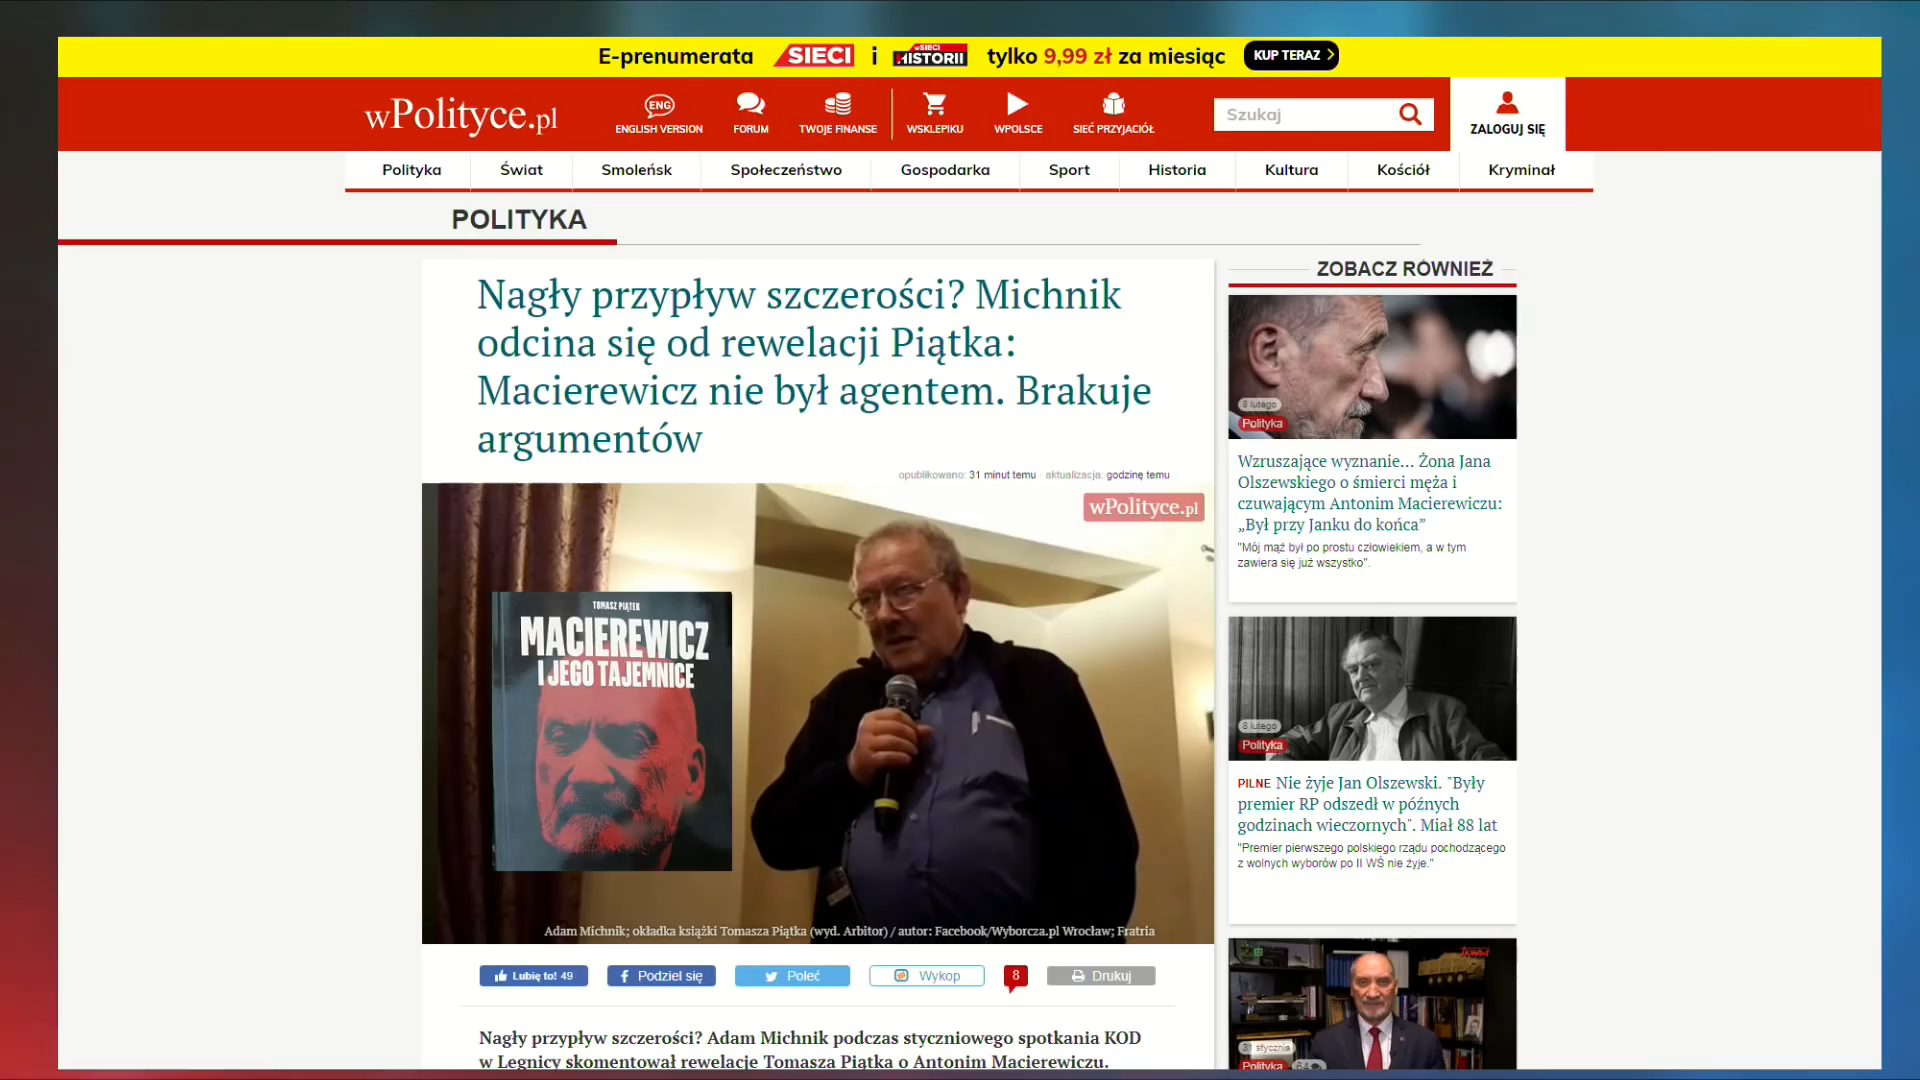 E-prenumerata SIECI i wSIECI HISTORII tylko 9,99 zł za miesiąc KUP TERAZ
wPolityce.pl
ENG
ENGLISH VERSION FORUM TWOJE FINANSE WSKLEPIKU WPOLSCE SIEĆ PRZYJACIÓŁ
Szukaj
ZALOGUJ SIĘ
Polityka Świat Smoleńsk Społeczeństwo Gospodarka Sport Historia Kultura Kościół Kryminał
POLITYKA
Nagły przypływ szczerości? Michnik
odcina się od rewelacji Piątka:
Macierewicz nie był agentem. Brakuje
argumentów
opublikowano: 31 minut temu · aktualizacja: godzinę temu
wPolityce.pl
TOMASZ PIĄTEK
MACIEREWICZ
I JEGO TAJEMNICE
Adam Michnik; okładka książki Tomasza Piątka (wyd. Arbitor) / autor: Facebook/Wyborcza.pl Wrocław; Fratria
Lubię to! 49 Podziel się Poleć Wykop 8 Drukuj
Nagły przypływ szczerości? Adam Michnik podczas styczniowego spotkania KOD
w Legnicy skomentował rewelacje Tomasza Piątka o Antonim Macierewiczu.
ZOBACZ RÓWNIEŻ
8 lutego
Polityka
Wzruszające wyznanie... Żona Jana
Olszewskiego o śmierci męża i
czuwającym Antonim Macierewiczu:
„Był przy Janku do końca”
"Mój mąż był po prostu człowiekiem, a w tym
zawiera się już wszystko".
8 lutego
Polityka
PILNE Nie żyje Jan Olszewski. "Były
premier RP odszedł w późnych
godzinach wieczornych". Miał 88 lat
"Premier pierwszego polskiego rządu pochodzącego
z wolnych wyborów po II WŚ nie żyje."
31 stycznia
Polityka